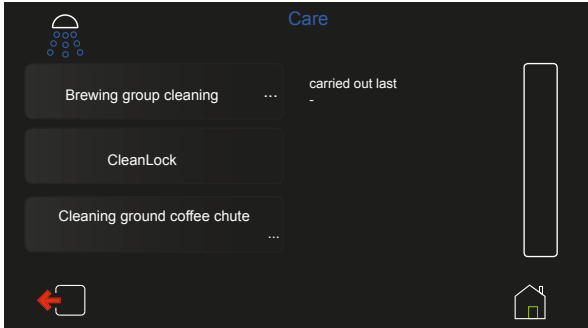 Care
Brewing group cleaning ...
carried out last
-
CleanLock
Cleaning ground coffee chute
...